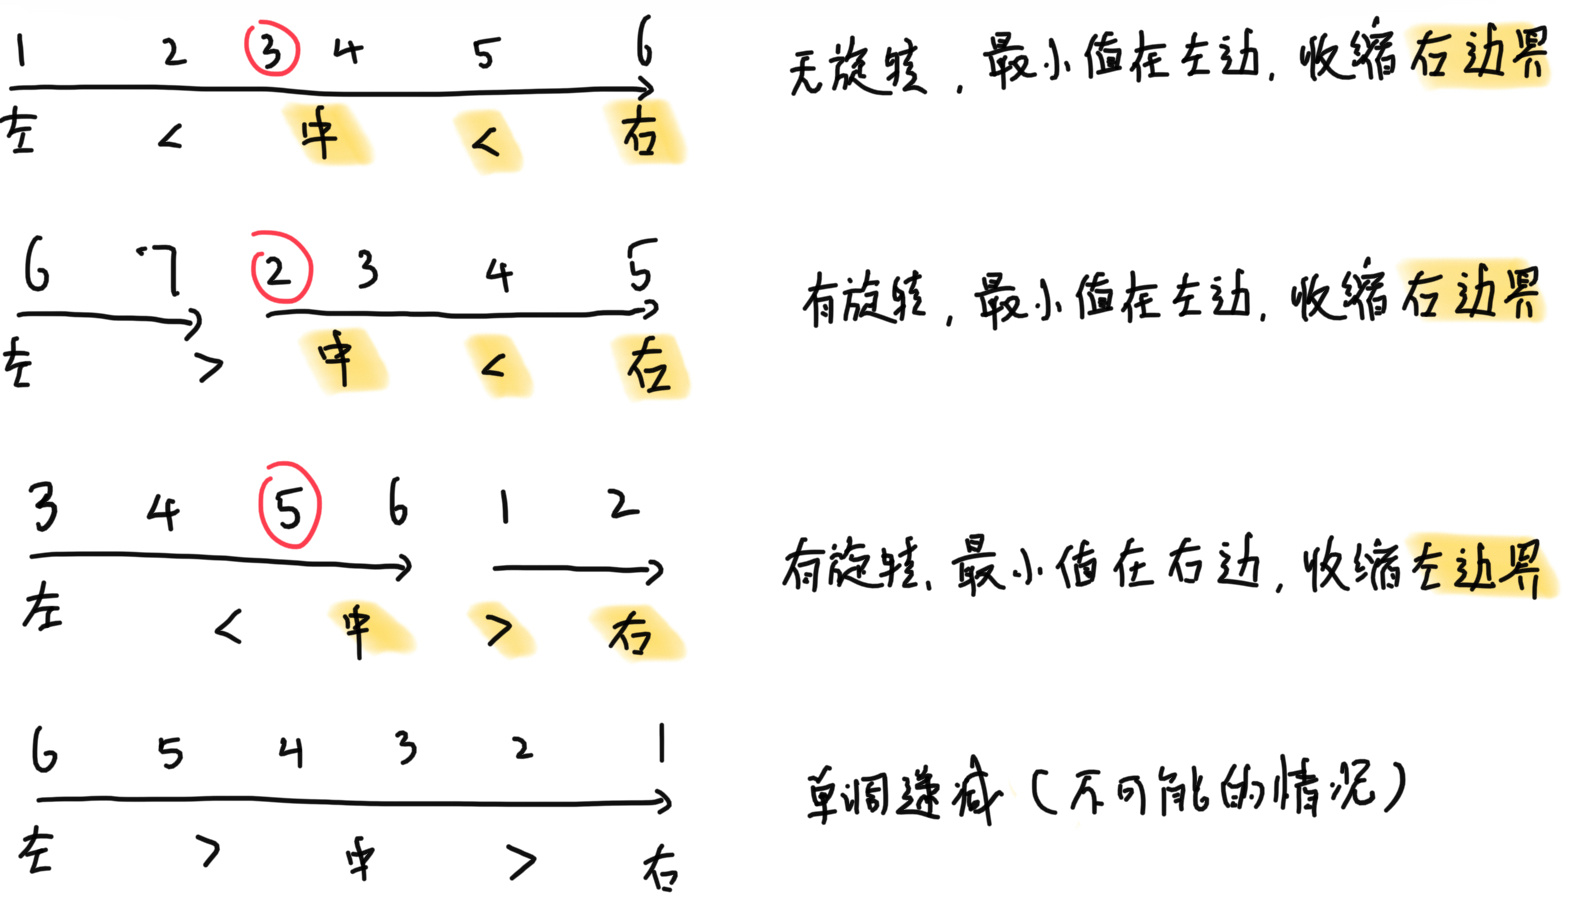 1 2 3 4 5 6 无旋转,最小值在左边,收缩右边界
左 < 中 < 右
6 7 2 3 4 5 有旋转,最小值在左边,收缩右边界
左 > 中 < 右
3 4 5 6 1 2 有旋转,最小值在右边,收缩左边界
左 < 中 > 右
6 5 4 3 2 1 单调递减(不可能的情况)
左 > 中 > 右